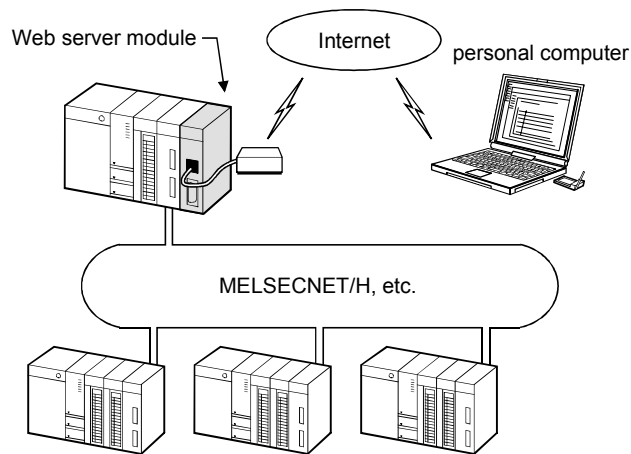 Web server module
Internet
personal computer
MELSECNET/H, etc.